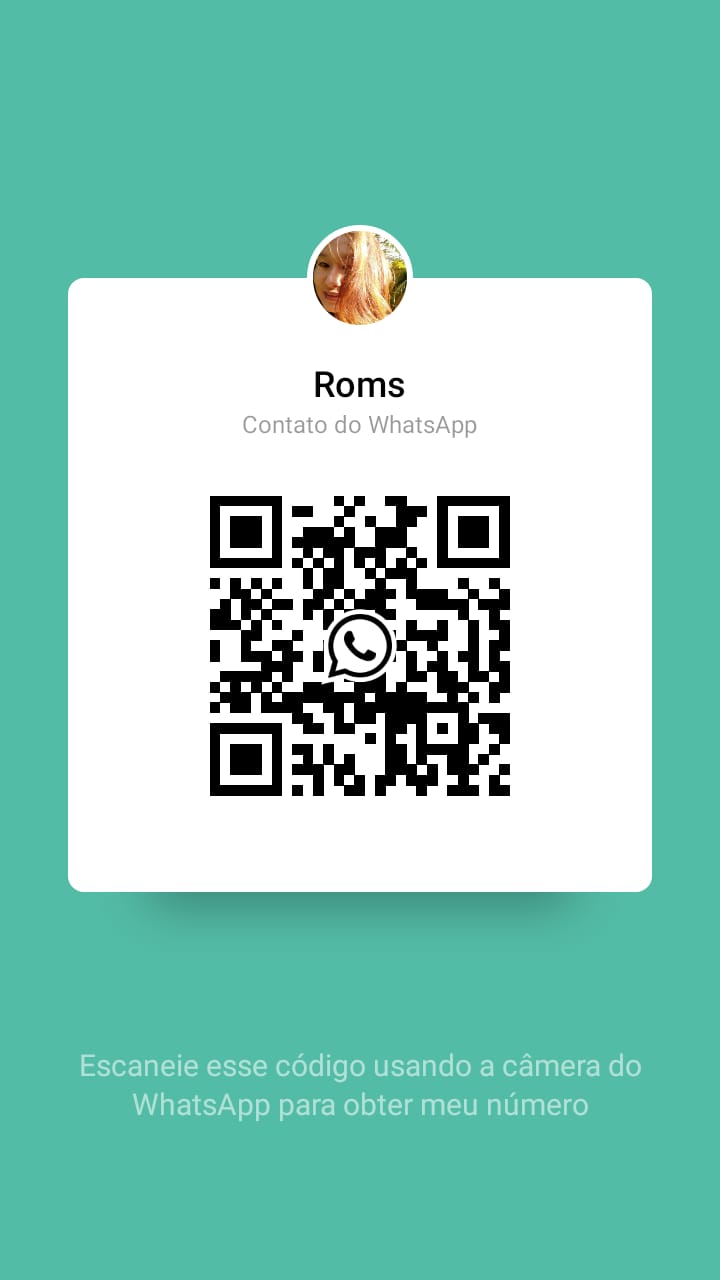 Roms
Contato do WhatsApp
Escaneie esse código usando a câmera do
WhatsApp para obter meu número